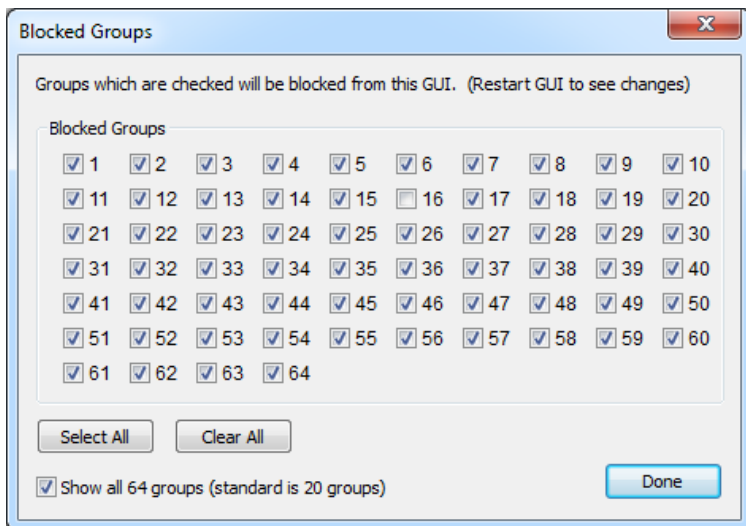 Blocked Groups
Groups which are checked will be blocked from this GUI. (Restart GUI to see changes)
Blocked Groups
1 2 3 4 5 6 7 8 9 10
11 12 13 14 15 16 17 18 19 20
21 22 23 24 25 26 27 28 29 30
31 32 33 34 35 36 37 38 39 40
41 42 43 44 45 46 47 48 49 50
51 52 53 54 55 56 57 58 59 60
61 62 63 64
Select All Clear All
Show all 64 groups (standard is 20 groups) Done